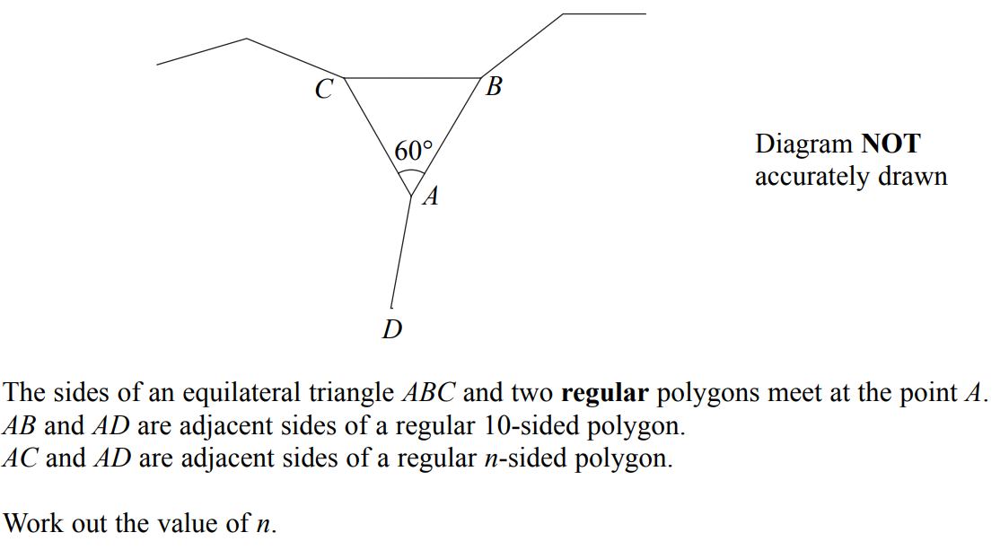 C
B
60°
A
D
Diagram NOT
accurately drawn
The sides of an equilateral triangle ABC and two regular polygons meet at the point A.
AB and AD are adjacent sides of a regular 10-sided polygon.
AC and AD are adjacent sides of a regular n-sided polygon.
Work out the value of n.